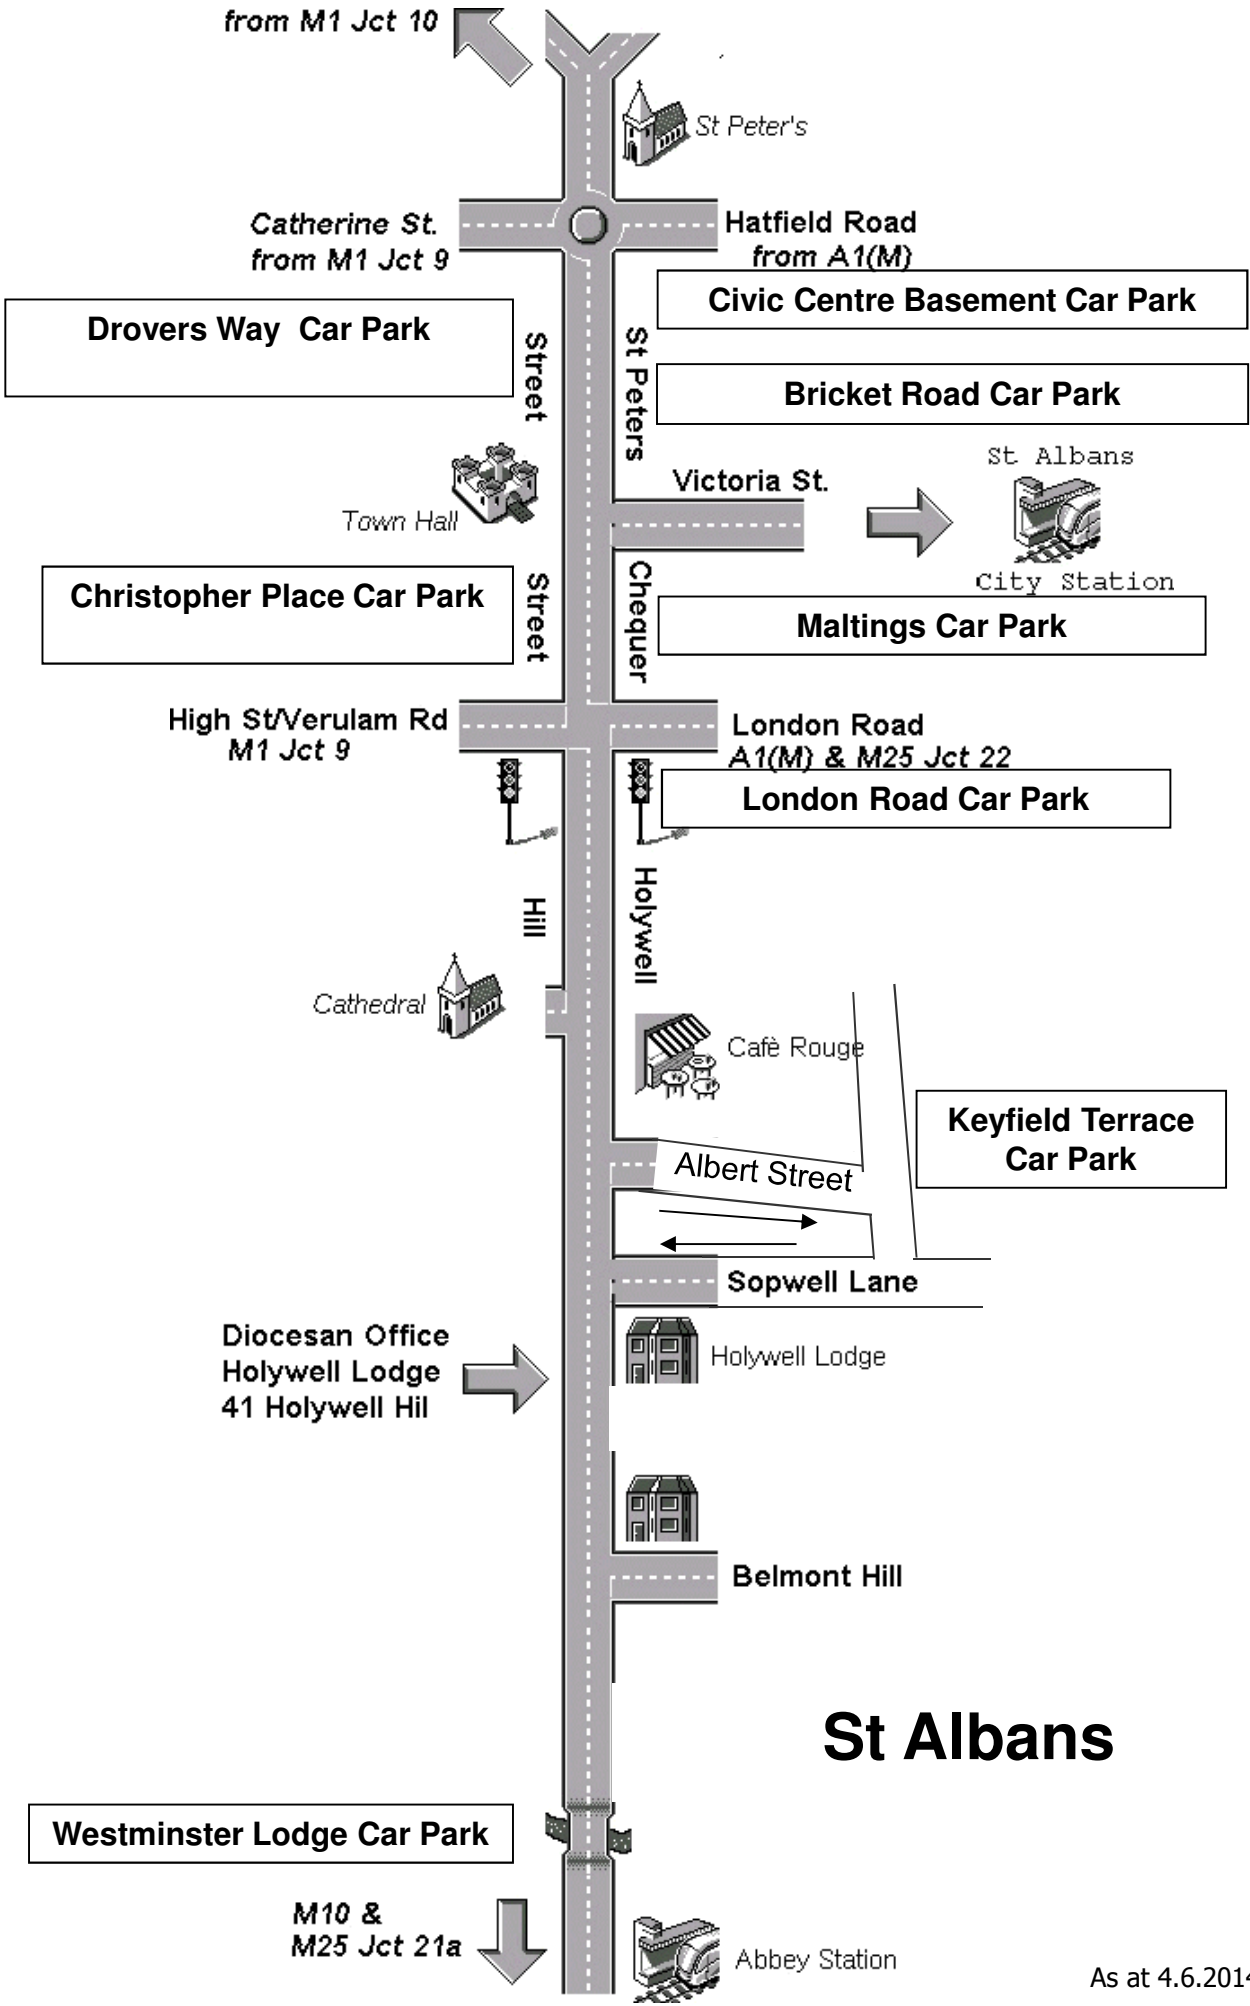 from M1 Jct 10
St Peter's
Catherine St.
from M1 Jct 9
Hatfield Road
from A1(M)
Civic Centre Basement Car Park
Drovers Way Car Park
Street
St Peters
Bricket Road Car Park
St Albans
City Station
Victoria St.
Town Hall
Christopher Place Car Park
Street
Chequer
Maltings Car Park
High St/Verulam Rd
M1 Jct 9
London Road
A1(M) & M25 Jct 22
London Road Car Park
Hill
Holywell
Cathedral
Cafè Rouge
Keyfield Terrace
Car Park
Albert Street
Sopwell Lane
Diocesan Office
Holywell Lodge
41 Holywell Hil
Holywell Lodge
Belmont Hill
St Albans
Westminster Lodge Car Park
M10 &
M25 Jct 21a
Abbey Station
As at 4.6.2014